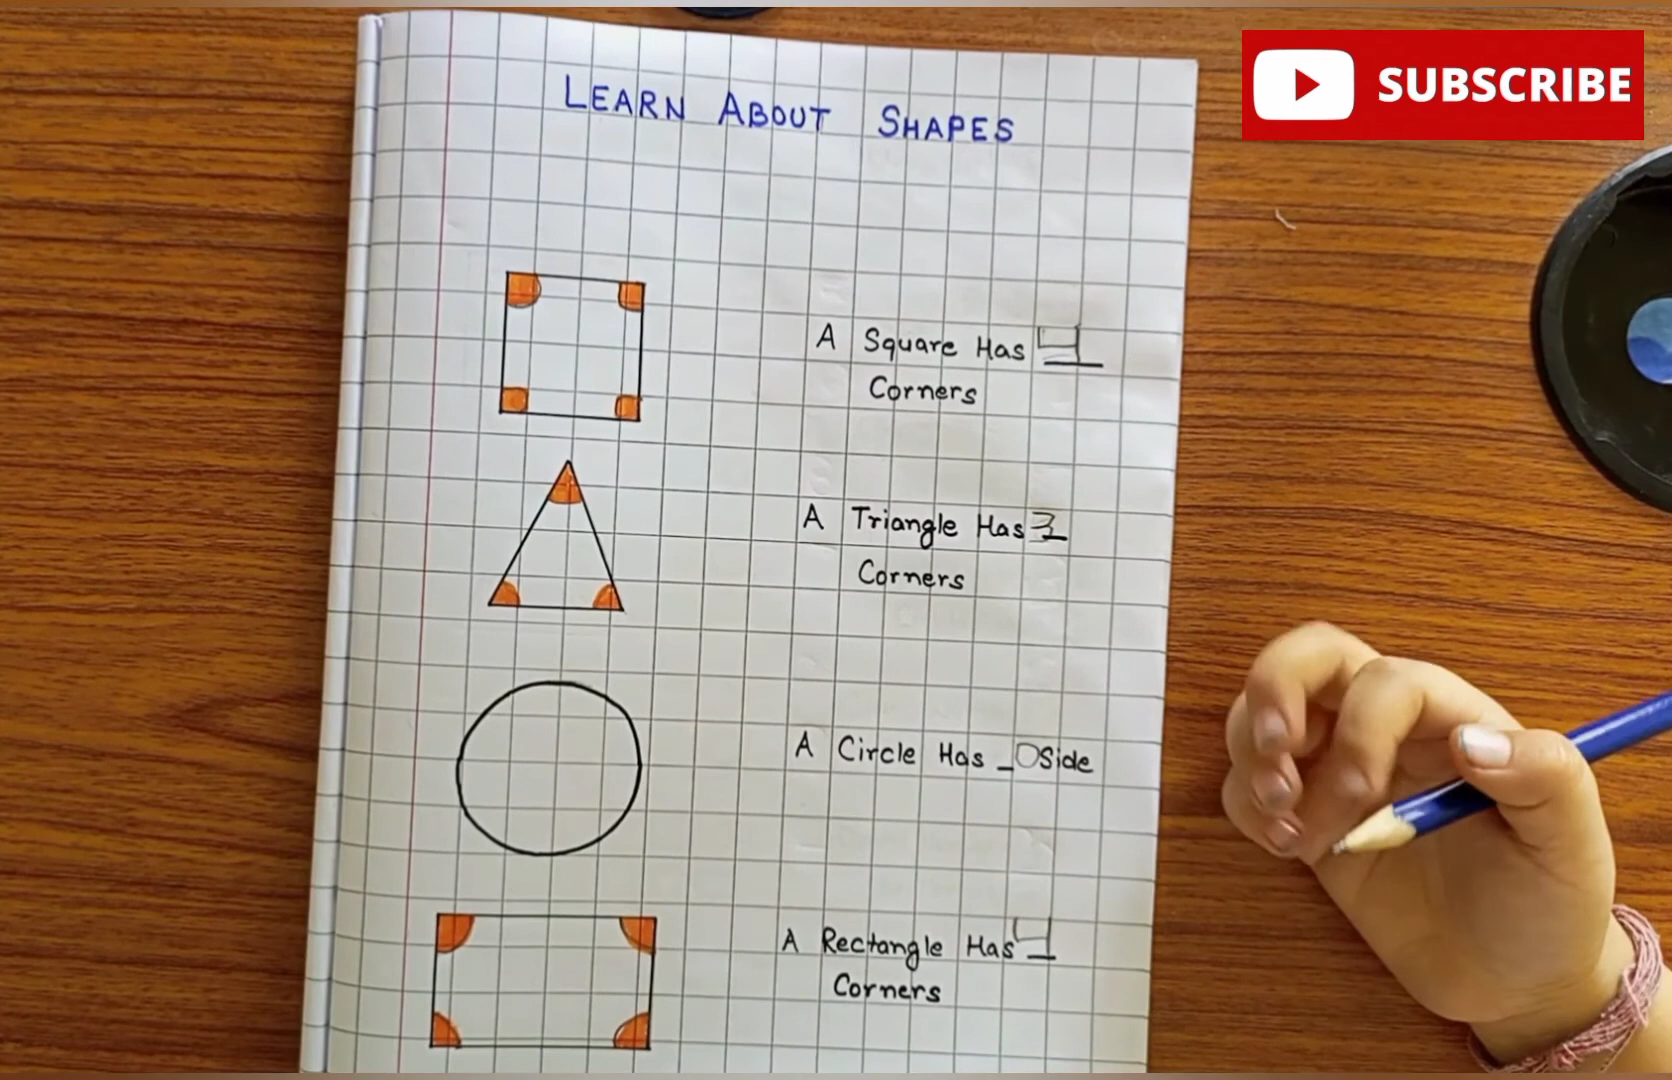 SUBSCRIBE
LEARN ABOUT SHAPES
A Square Has 4
Corners
A Triangle Has 3
Corners
A Circle Has 0 Side
A Rectangle Has 4
Corners